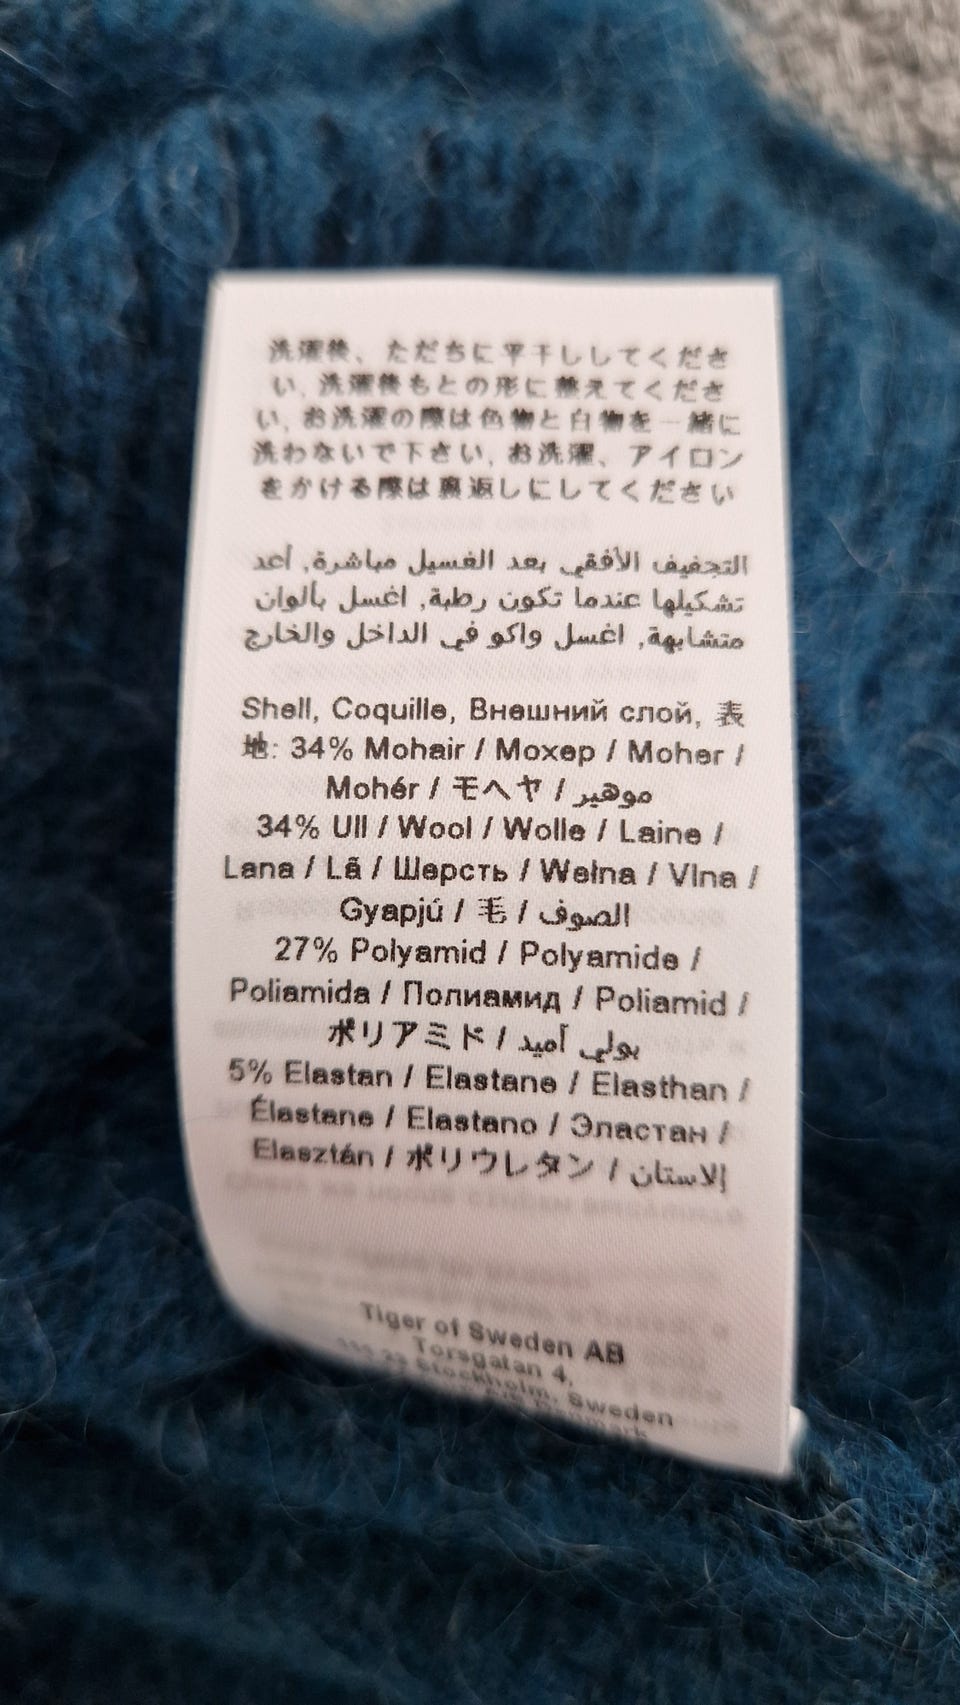 洗濯後、ただちに平干ししてくださ
い, 洗濯後もとの形に整えてくださ
い, お洗濯の際は色物と白物を一緒に
洗わないで下さい, お洗濯、アイロン
をかける際は裏返しにしてください
التجفيف الأفقي بعد الغسيل مباشرة, أعد
تشكيلها عندما تكون رطبة, اغسل بألوان
متشابهة, اغسل واكو في الداخل والخارج
Shell, Coquille, Внешний слой, 表
地: 34% Mohair / Мохер / Moher /
Mohér / モヘヤ / موهير
34% Ull / Wool / Wolle / Laine /
Lana / Lã / Шерсть / Wełna / Vlna /
Gyapjú / 毛 / الصوف
27% Polyamid / Polyamide /
Poliamida / Полиамид / Poliamid /
ポリアミド / بولي آميد
5% Elastan / Elastane / Elasthan /
Élastane / Elastano / Эластан /
Elasztán / ポリウレタン / إلاستان
Tiger of Sweden AB
Torsgatan 4,
Stockholm, Sweden